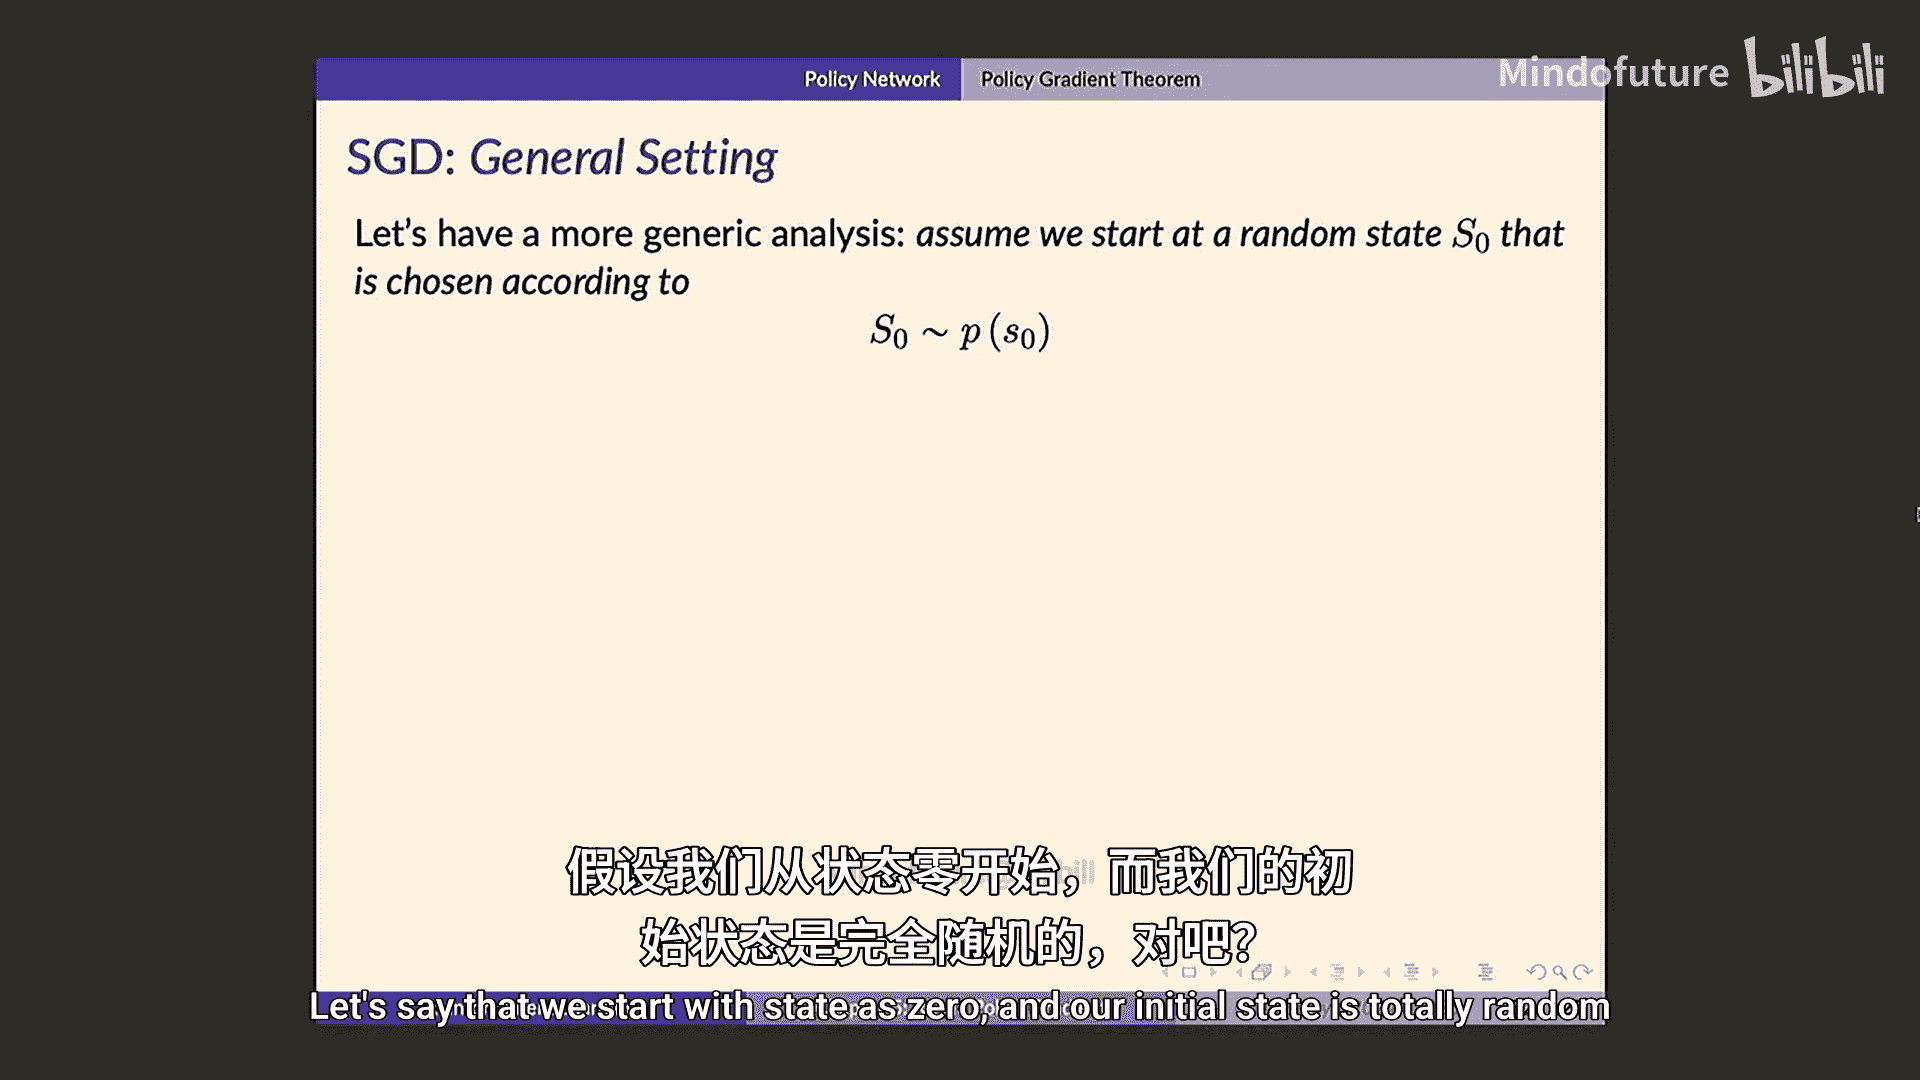 Mindofuture bilibili
Policy Network Policy Gradient Theorem
SGD: General Setting
Let's have a more generic analysis: assume we start at a random state S₀ that
is chosen according to
S₀ ~ p (s₀)
假设我们从状态零开始，而我们的初
始状态是完全随机的，对吧？
Let's say that we start with state as zero, and our initial state is totally random